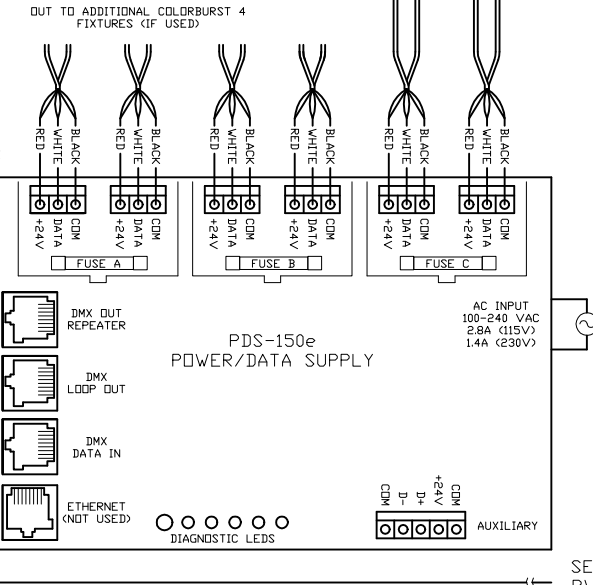 OUT TO ADDITIONAL COLORBURST 4
FIXTURES (IF USED)
RED WHITE BLACK RED WHITE BLACK RED WHITE BLACK RED WHITE BLACK RED WHITE BLACK RED WHITE BLACK
+24V DATA COM +24V DATA COM +24V DATA COM +24V DATA COM +24V DATA COM +24V DATA COM
FUSE A FUSE B FUSE C
DMX OUT
REPEATER
AC INPUT
100-240 VAC
2.8A (115V)
1.4A (230V)
PDS-150e
POWER/DATA SUPPLY
DMX
LOOP OUT
DMX
DATA IN
ETHERNET
(NOT USED)
DIAGNOSTIC LEDS
COM D- D+ +24V COM
AUXILIARY
SE